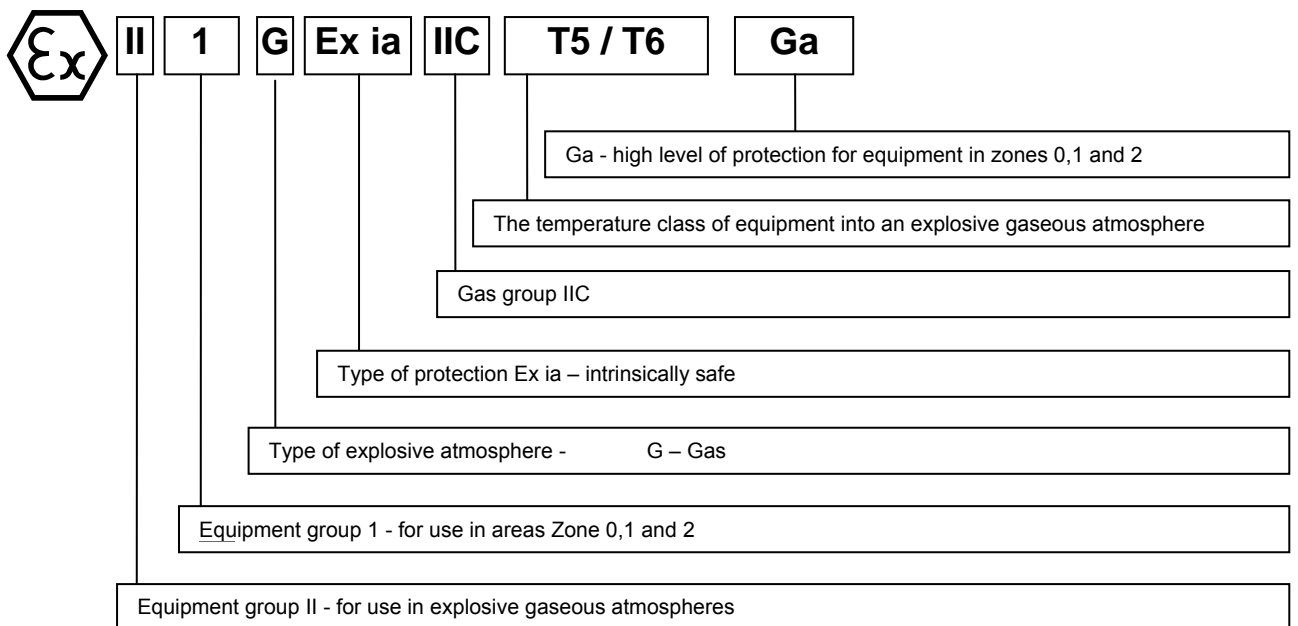 Ex II 1 G Ex ia IIC T5 / T6 Ga
Ga - high level of protection for equipment in zones 0,1 and 2
The temperature class of equipment into an explosive gaseous atmosphere
Gas group IIC
Type of protection Ex ia – intrinsically safe
Type of explosive atmosphere - G – Gas
Equipment group 1 - for use in areas Zone 0,1 and 2
Equipment group II - for use in explosive gaseous atmospheres